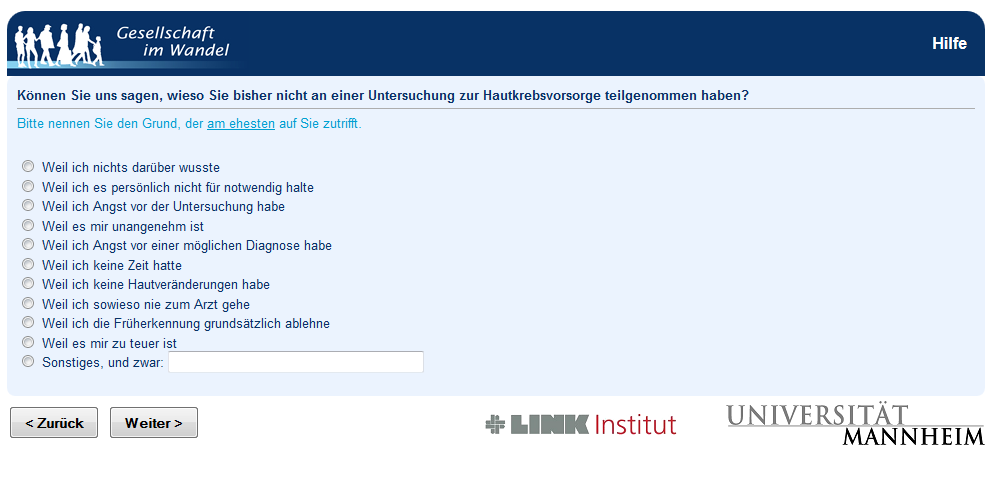 Gesellschaft
im Wandel
Hilfe
Können Sie uns sagen, wieso Sie bisher nicht an einer Untersuchung zur Hautkrebsvorsorge teilgenommen haben?
Bitte nennen Sie den Grund, der am ehesten auf Sie zutrifft.
Weil ich nichts darüber wusste
Weil ich es persönlich nicht für notwendig halte
Weil ich Angst vor der Untersuchung habe
Weil es mir unangenehm ist
Weil ich Angst vor einer möglichen Diagnose habe
Weil ich keine Zeit hatte
Weil ich keine Hautveränderungen habe
Weil ich sowieso nie zum Arzt gehe
Weil ich die Früherkennung grundsätzlich ablehne
Weil es mir zu teuer ist
Sonstiges, und zwar:
< Zurück
Weiter >
LINK Institut
UNIVERSITÄT
MANNHEIM